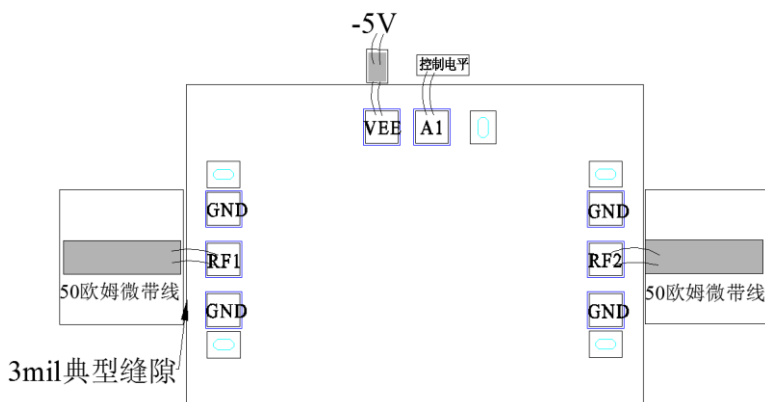 -5V
控制电平
VEE
A1
GND
GND
RF1
RF2
50欧姆微带线
50欧姆微带线
GND
GND
3mil典型缝隙